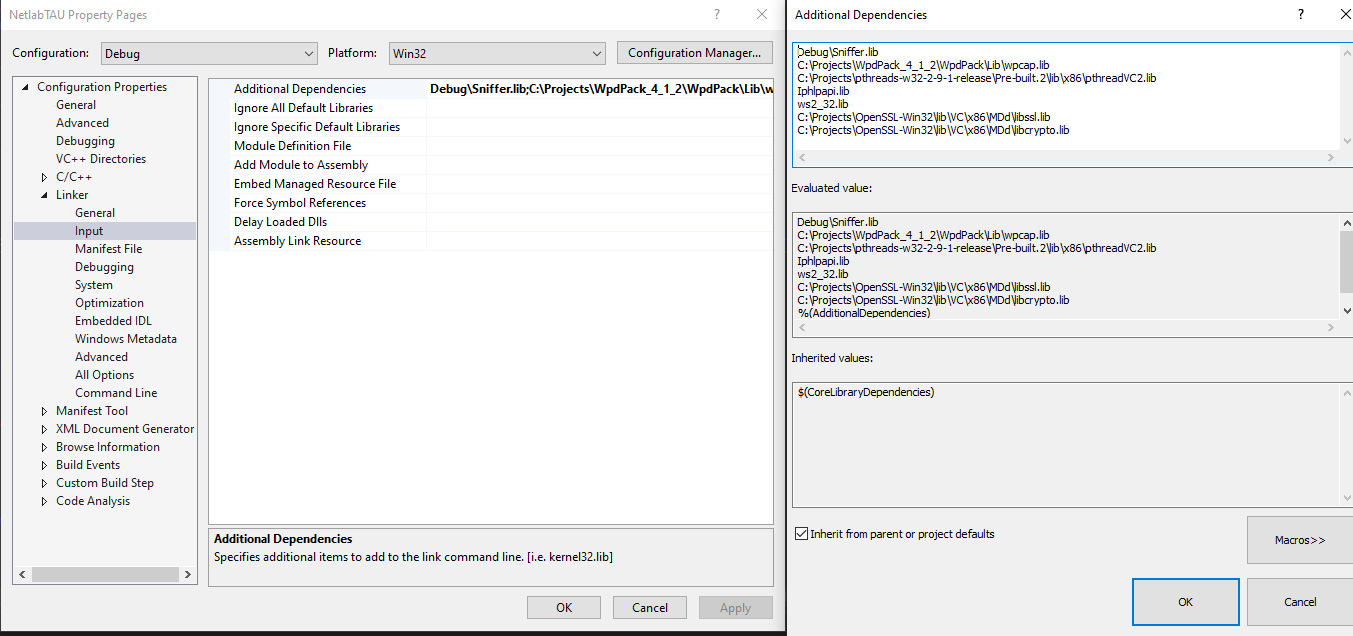 NetlabTAU Property Pages
Configuration: Debug Platform: Win32 Configuration Manager...
Configuration Properties
General
Advanced
Debugging
VC++ Directories
C/C++
Linker
General
Input
Manifest File
Debugging
System
Optimization
Embedded IDL
Windows Metadata
Advanced
All Options
Command Line
Manifest Tool
XML Document Generator
Browse Information
Build Events
Custom Build Step
Code Analysis
Additional Dependencies Debug\Sniffer.lib;C:\Projects\WpdPack_4_1_2\WpdPack\Lib\w
Ignore All Default Libraries
Ignore Specific Default Libraries
Module Definition File
Add Module to Assembly
Embed Managed Resource File
Force Symbol References
Delay Loaded Dlls
Assembly Link Resource
Additional Dependencies
Specifies additional items to add to the link command line. [i.e. kernel32.lib]
OK Cancel Apply
Additional Dependencies ?
Debug\Sniffer.lib
C:\Projects\WpdPack_4_1_2\WpdPack\Lib\wpcap.lib
C:\Projects\pthreads-w32-2-9-1-release\Pre-built.2\lib\x86\pthreadVC2.lib
Iphlpapi.lib
ws2_32.lib
C:\Projects\OpenSSL-Win32\lib\VC\x86\MDd\libssl.lib
C:\Projects\OpenSSL-Win32\lib\VC\x86\MDd\libcrypto.lib
Evaluated value:
Debug\Sniffer.lib
C:\Projects\WpdPack_4_1_2\WpdPack\Lib\wpcap.lib
C:\Projects\pthreads-w32-2-9-1-release\Pre-built.2\lib\x86\pthreadVC2.lib
Iphlpapi.lib
ws2_32.lib
C:\Projects\OpenSSL-Win32\lib\VC\x86\MDd\libssl.lib
C:\Projects\OpenSSL-Win32\lib\VC\x86\MDd\libcrypto.lib
%(AdditionalDependencies)
Inherited values:
$(CoreLibraryDependencies)
Inherit from parent or project defaults
Macros>>
OK Cancel